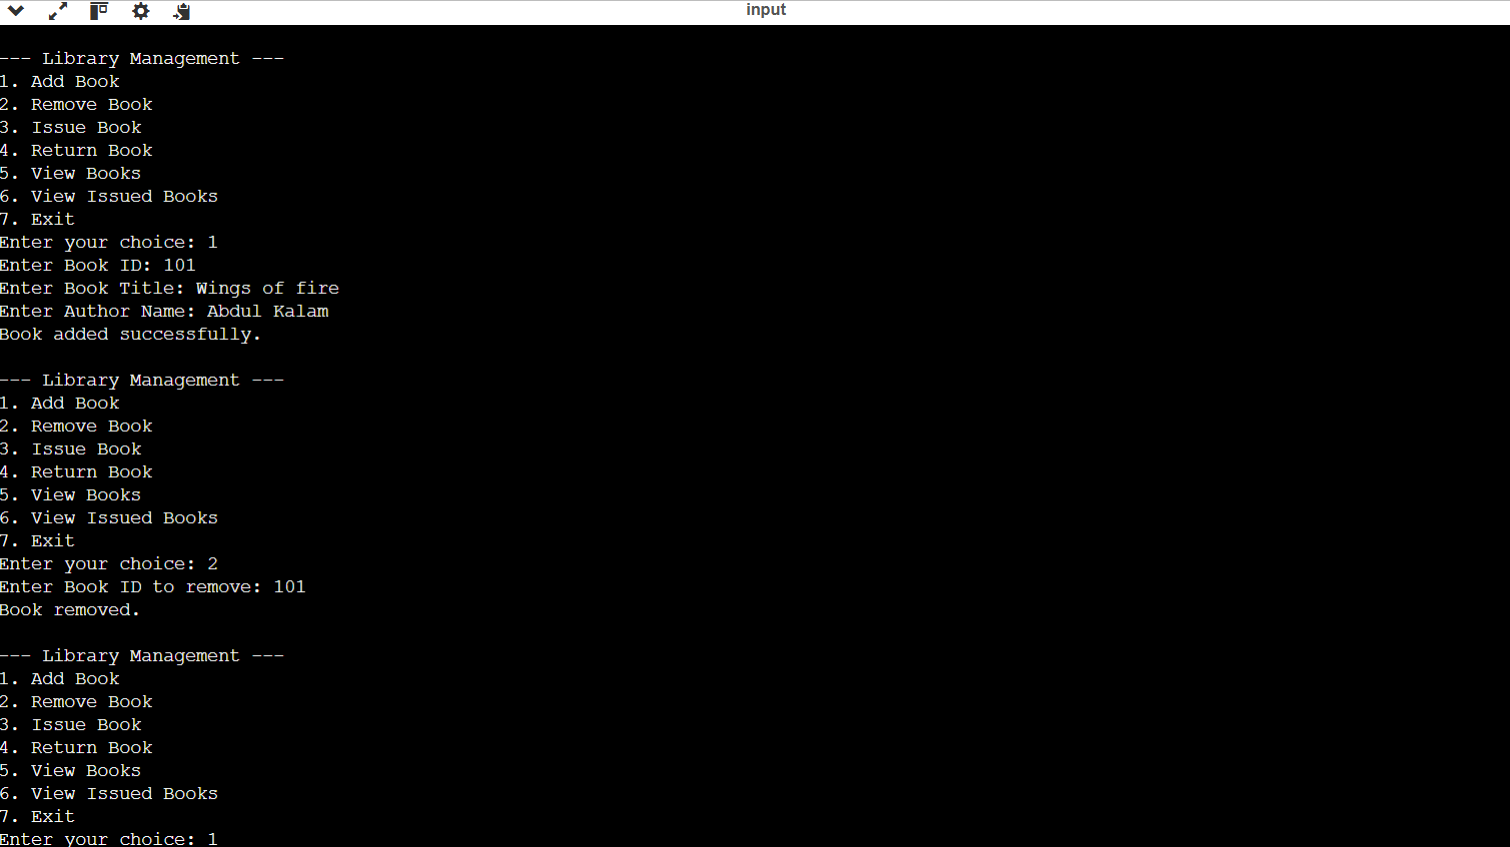 input
--- Library Management ---
1. Add Book
2. Remove Book
3. Issue Book
4. Return Book
5. View Books
6. View Issued Books
7. Exit
Enter your choice: 1
Enter Book ID: 101
Enter Book Title: Wings of fire
Enter Author Name: Abdul Kalam
Book added successfully.
--- Library Management ---
1. Add Book
2. Remove Book
3. Issue Book
4. Return Book
5. View Books
6. View Issued Books
7. Exit
Enter your choice: 2
Enter Book ID to remove: 101
Book removed.
--- Library Management ---
1. Add Book
2. Remove Book
3. Issue Book
4. Return Book
5. View Books
6. View Issued Books
7. Exit
Enter your choice: 1